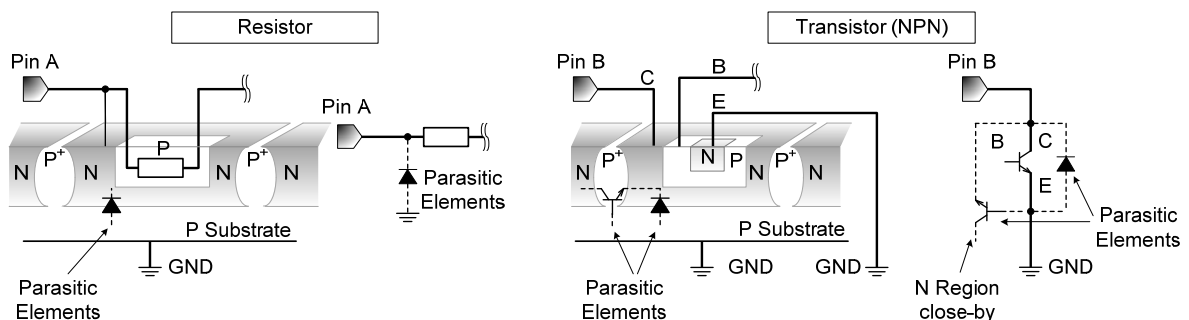 Resistor
Transistor (NPN)
Pin A
Pin B
C
B
E
Pin B
Pin A
N
P+
N
P
N
P+
N
Parasitic
Elements
P Substrate
GND
Parasitic
Elements
N
P+
N
N
P
P+
N
P Substrate
GND
GND
Parasitic
Elements
B
C
E
Parasitic
Elements
GND
N Region
close-by